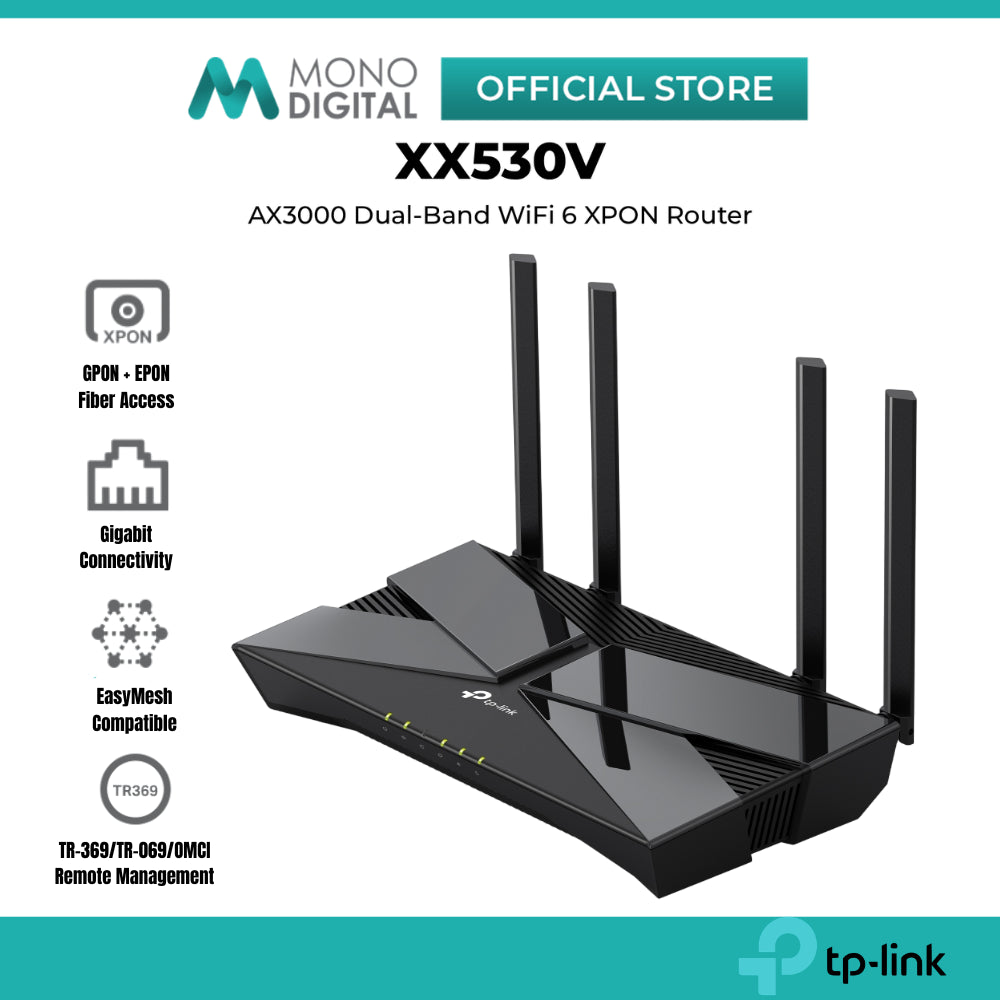 MONO
DIGITAL
OFFICIAL STORE
XX530V
AX3000 Dual-Band WiFi 6 XPON Router
XPON
GPON + EPON
Fiber Access
Gigabit
Connectivity
EasyMesh
Compatible
TR369
TR-369/TR-069/OMCI
Remote Management
tp-link
tp-link